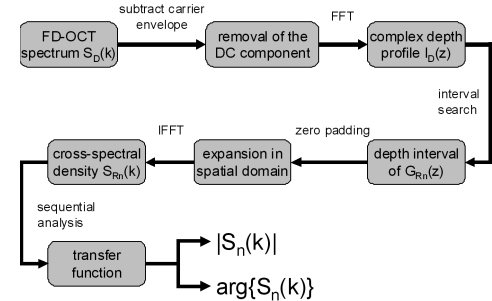 subtract carrier
envelope
FFT
FD-OCT
spectrum S_D(k)
removal of the
DC component
complex depth
profile I_D(z)
interval
search
IFFT
zero padding
cross-spectral
density S_Rn(k)
expansion in
spatial domain
depth interval
of G_Rn(z)
sequential
analysis
transfer
function
|S_n(k)|
arg{S_n(k)}